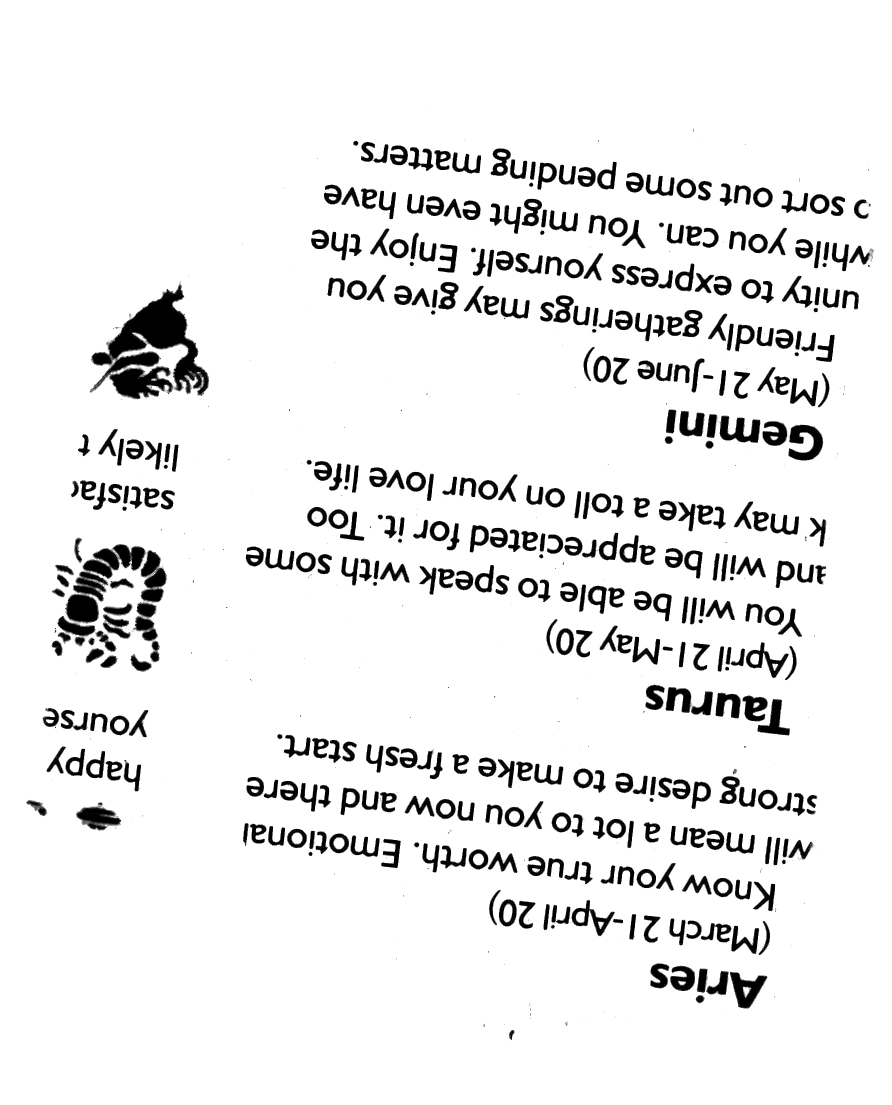 Aries
(March 21-April 20)
Know your true worth. Emotional
will mean a lot to you now and there
strong desire to make a fresh start.
Taurus
(April 21-May 20)
You will be able to speak with some
and will be appreciated for it. Too
k may take a toll on your love life.
Gemini
(May 21-June 20)
Friendly gatherings may give you
unity to express yourself. Enjoy the
while you can. You might even have
o sort out some pending matters.
happy
yourse
satisfac
likely t